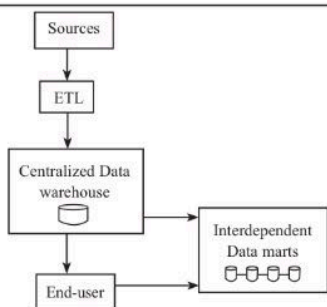 Sources
ETL
Centralized Data
warehouse
Interdependent
Data marts
End-user